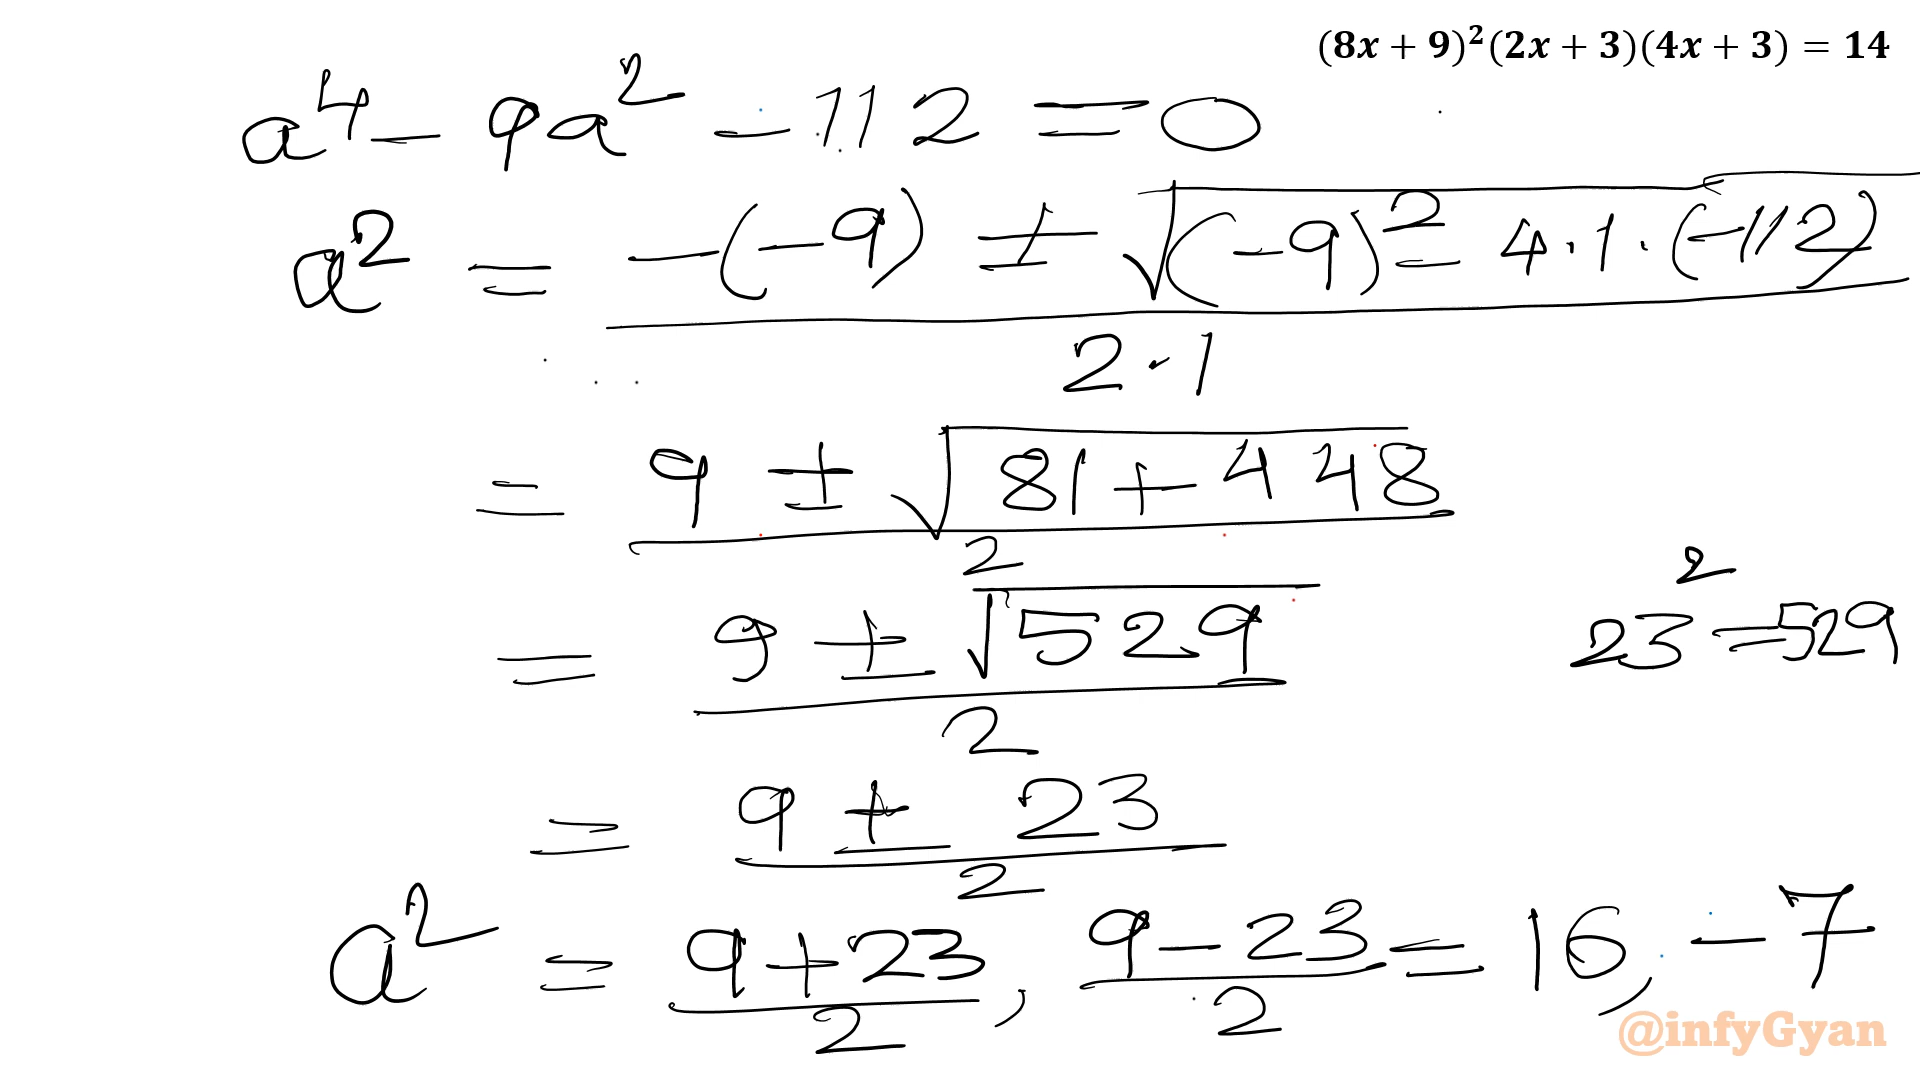 (8x + 9)²(2x + 3)(4x + 3) = 14
a⁴ - 9a² - 112 = 0
a² = (-(-9) ± √((-9)² - 4·1·(-112)))/(2·1)
= (9 ± √(81 + 448))/2
= (9 ± √529)/2
23² = 529
= (9 ± 23)/2
a² = (9 + 23)/2, (9 - 23)/2 = 16, -7
@infyGyan